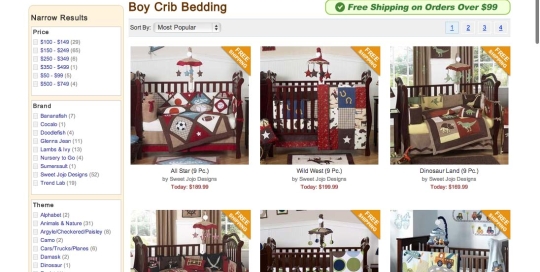 Boy Crib Bedding
Free Shipping on Orders Over $99
Narrow Results
Sort By: Most Popular
1 2 3 4
Price
$100 - $149 (29)
$150 - $249 (65)
$250 - $349 (8)
$350 - $499 (1)
$50 - $99 (6)
$500 - $749 (4)
Brand
Bananafish (7)
Cocalo (1)
Doodlefish (4)
Glenna Jean (11)
Lambs & Ivy (13)
Nursery to Go (4)
Sumersault (1)
Sweet Jojo Designs (52)
Trend Lab (19)
Theme
Alphabet (2)
Animals & Nature (31)
Argyle/Checkered/Paisley (6)
Camo (2)
Cars/Trucks/Planes (6)
Damask (2)
Dinosaur (1)
FREE SHIPPING
FREE SHIPPING
FREE SHIPPING
All Star (9 Pc.)
by Sweet Jojo Designs
Today: $189.99
Wild West (9 Pc.)
by Sweet Jojo Designs
Today: $199.99
Dinosaur Land (9 Pc.)
by Sweet Jojo Designs
Today: $169.99
FREE SHIPPING
FREE SHIPPING
FREE SHIPPING